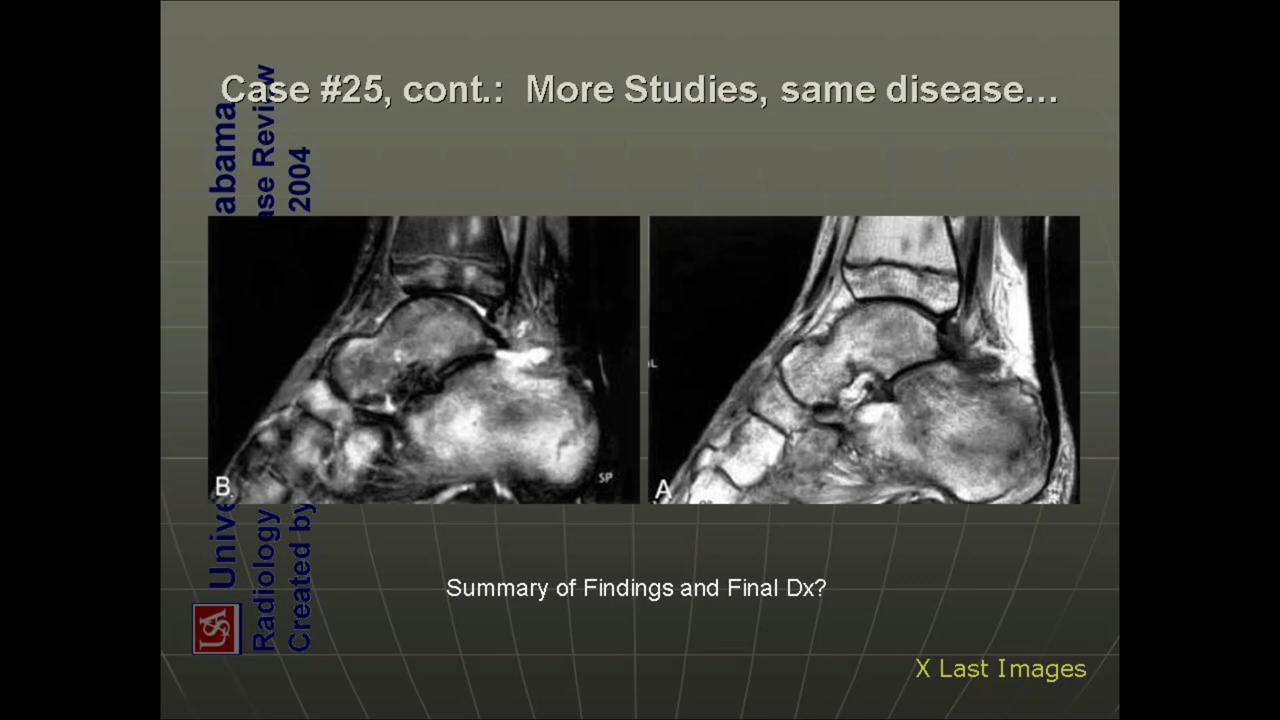 Case #25, cont.: More Studies, same disease...
Unive abama
Radiology ase Review
Created by 2004
B
SP
A
Summary of Findings and Final Dx?
USA
X Last Images